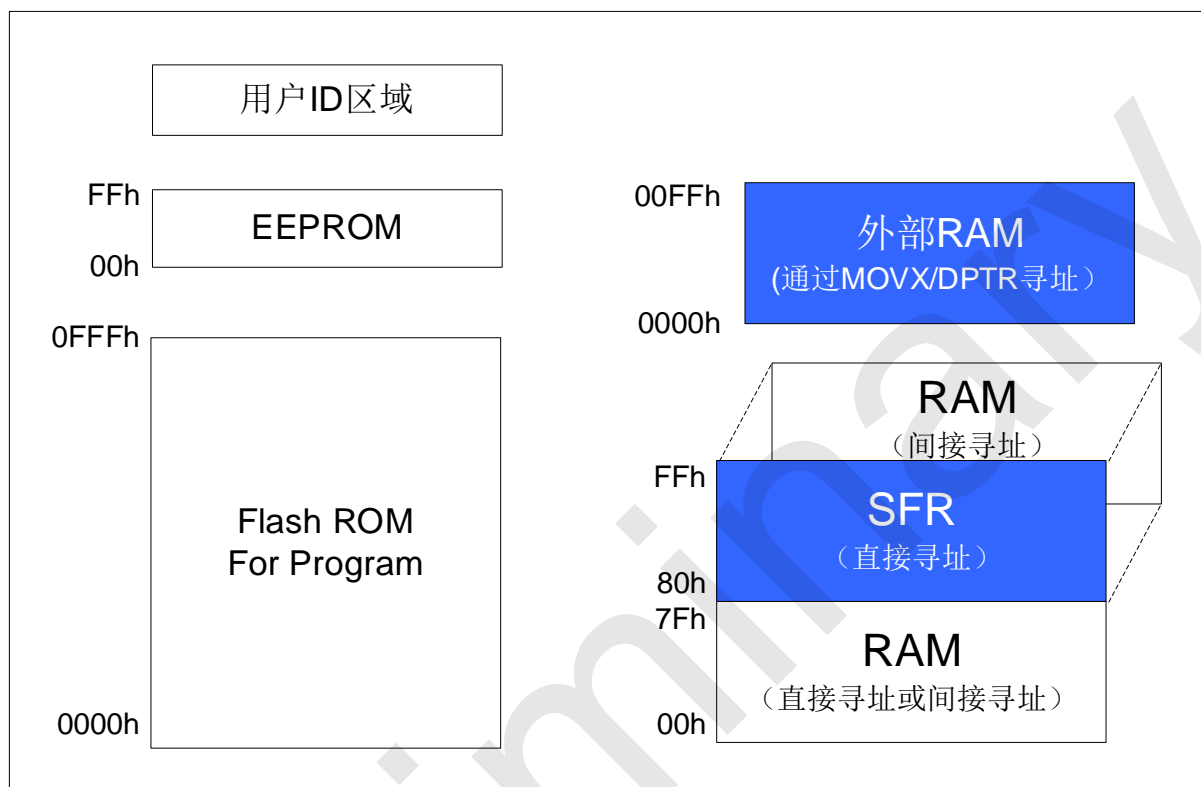 用户ID区域
FFh
EEPROM
00h
0FFFh
Flash ROM
For Program
0000h
00FFh
外部RAM
(通过MOVX/DPTR寻址）
0000h
RAM
（间接寻址）
FFh
SFR
（直接寻址）
80h
7Fh
RAM
（直接寻址或间接寻址）
00h
iminary